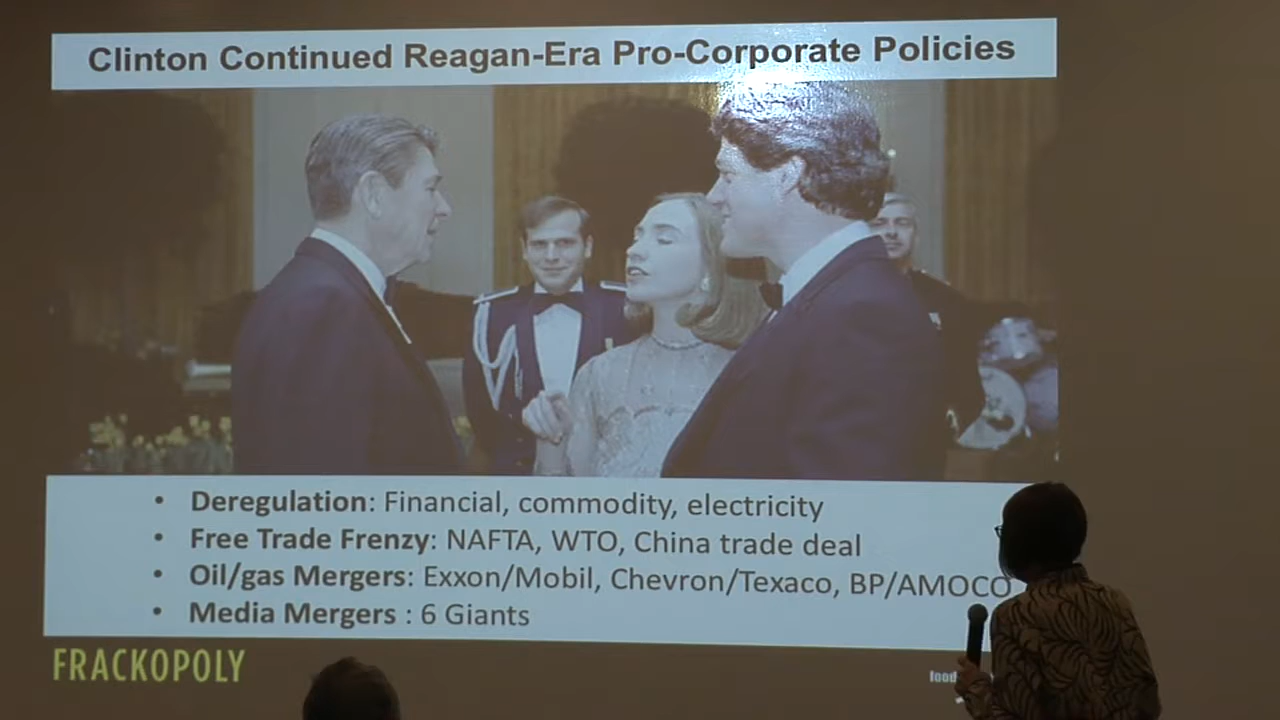 Clinton Continued Reagan-Era Pro-Corporate Policies
• Deregulation: Financial, commodity, electricity
• Free Trade Frenzy: NAFTA, WTO, China trade deal
• Oil/gas Mergers: Exxon/Mobil, Chevron/Texaco, BP/AMOCO
• Media Mergers : 6 Giants
FRACKOPOLY
food